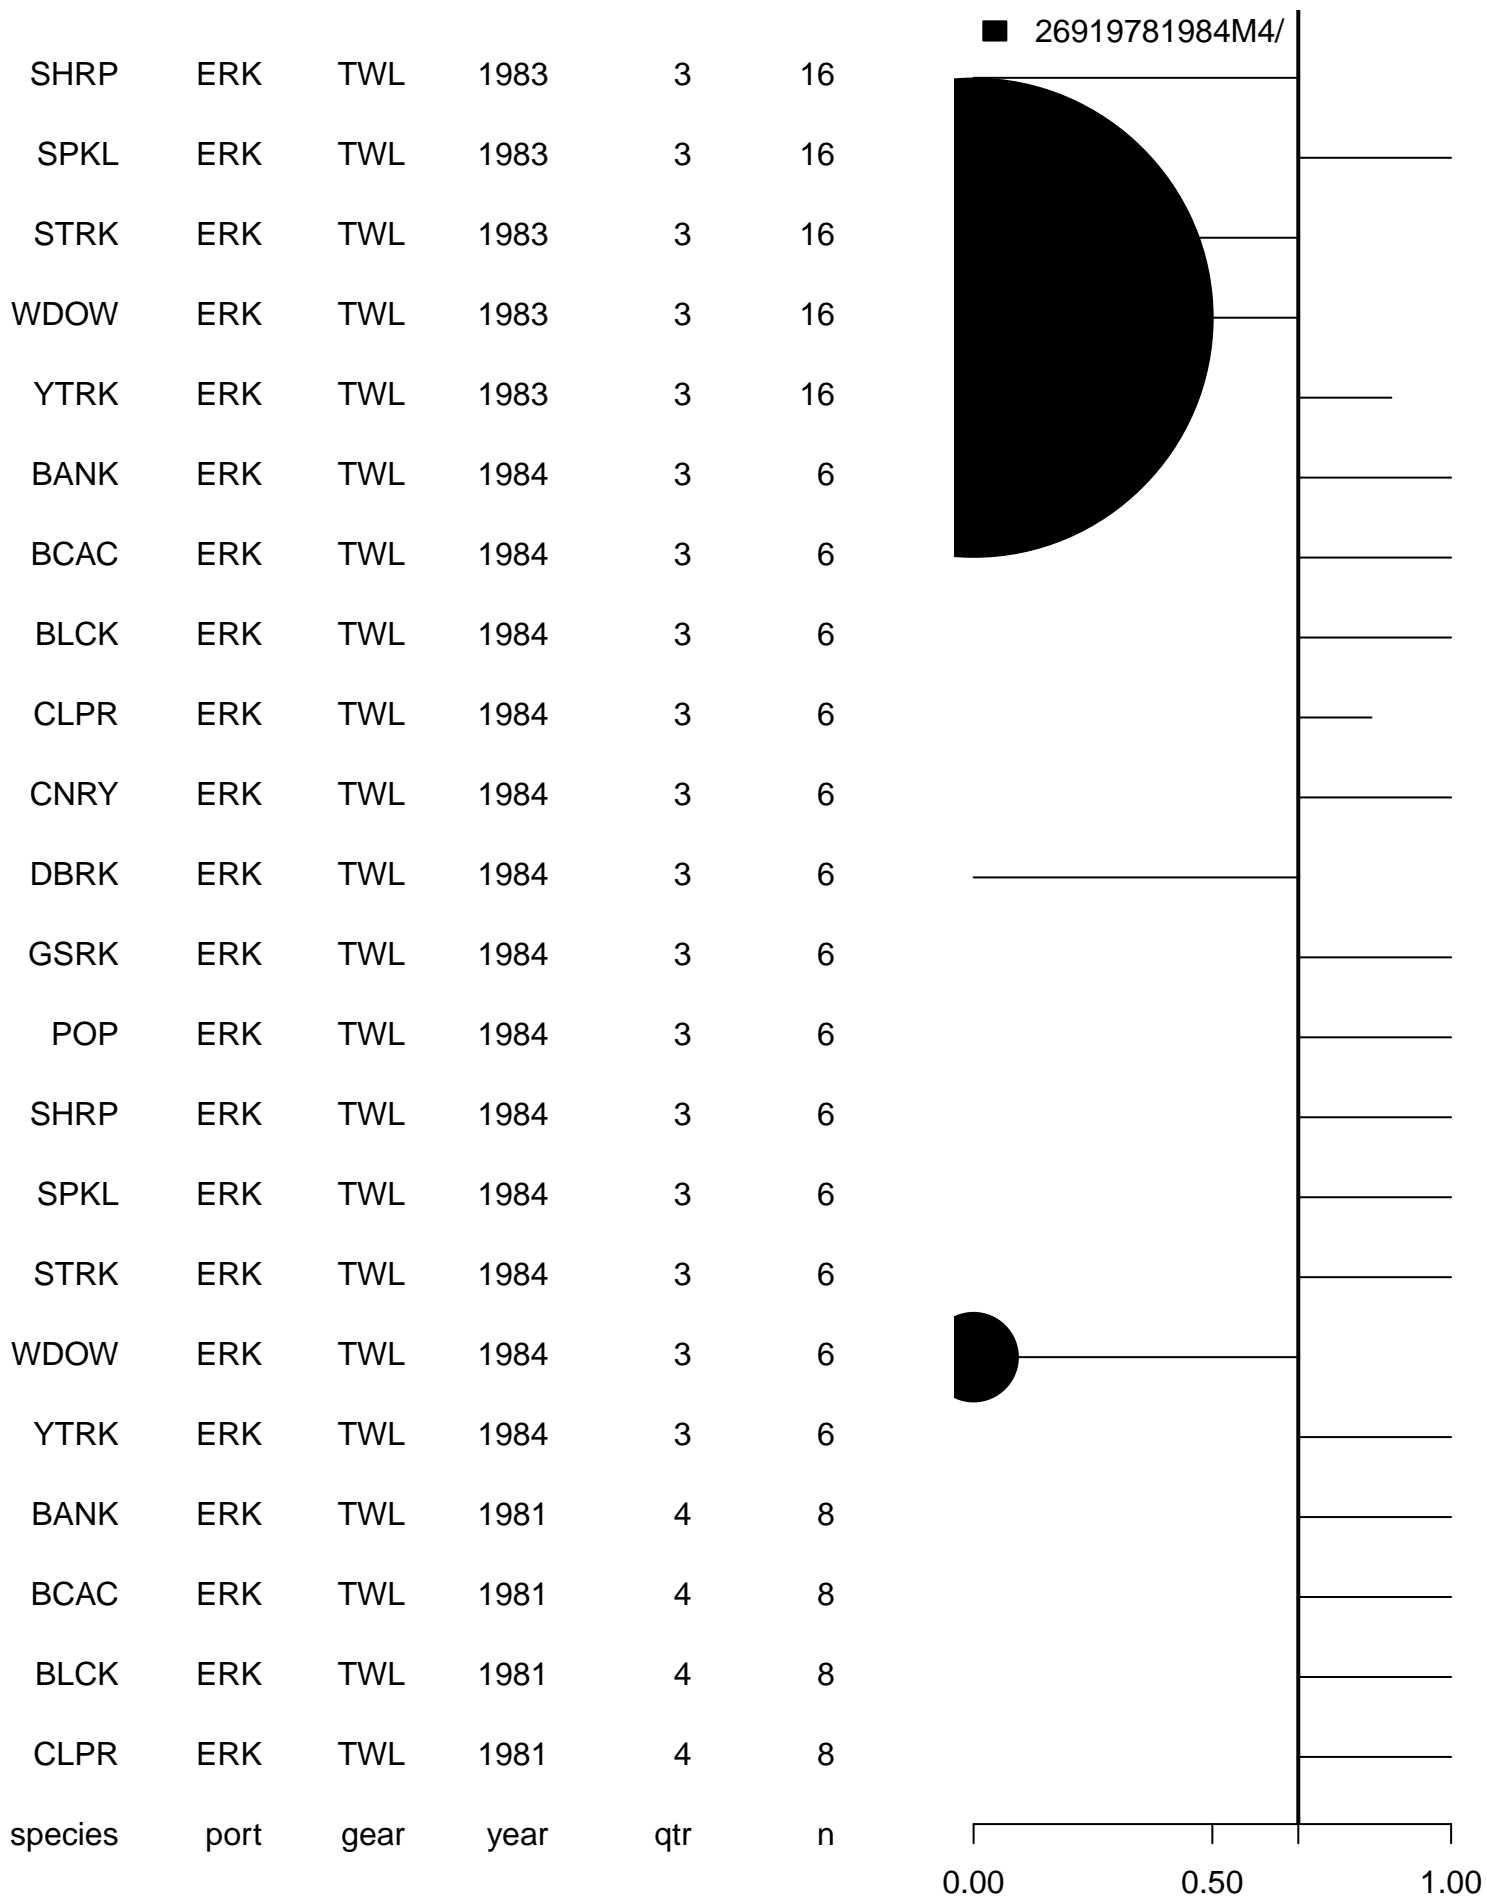 26919781984M4/
SHRP ERK TWL 1983 3 16
SPKL ERK TWL 1983 3 16
STRK ERK TWL 1983 3 16
WDOW ERK TWL 1983 3 16
YTRK ERK TWL 1983 3 16
BANK ERK TWL 1984 3 6
BCAC ERK TWL 1984 3 6
BLCK ERK TWL 1984 3 6
CLPR ERK TWL 1984 3 6
CNRY ERK TWL 1984 3 6
DBRK ERK TWL 1984 3 6
GSRK ERK TWL 1984 3 6
POP ERK TWL 1984 3 6
SHRP ERK TWL 1984 3 6
SPKL ERK TWL 1984 3 6
STRK ERK TWL 1984 3 6
WDOW ERK TWL 1984 3 6
YTRK ERK TWL 1984 3 6
BANK ERK TWL 1981 4 8
BCAC ERK TWL 1981 4 8
BLCK ERK TWL 1981 4 8
CLPR ERK TWL 1981 4 8
species port gear year qtr n
0.00 0.50 1.00